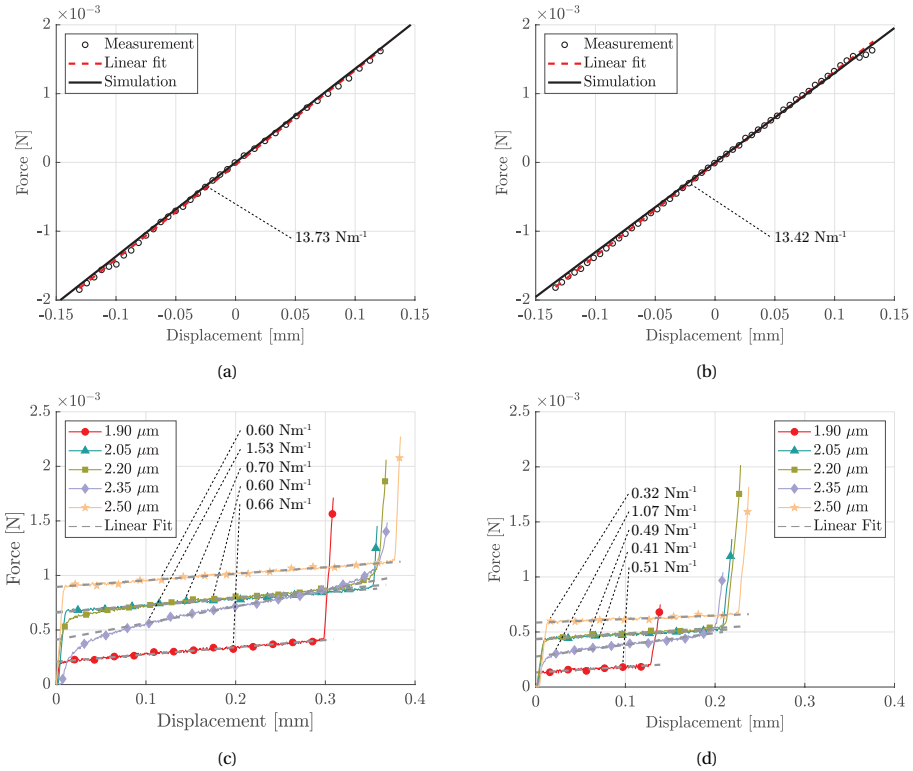 ×10⁻³
2
1
0
-1
-2
Force [N]
Measurement
Linear fit
Simulation
13.73 Nm⁻¹
-0.15 -0.1 -0.05 0 0.05 0.1 0.15
Displacement [mm]
(a)
×10⁻³
2
1
0
-1
-2
Force [N]
Measurement
Linear fit
Simulation
13.42 Nm⁻¹
-0.15 -0.1 -0.05 0 0.05 0.1 0.15
Displacement [mm]
(b)
×10⁻³
2.5
2
1.5
1
0.5
0
Force [N]
1.90 μm
2.05 μm
2.20 μm
2.35 μm
2.50 μm
Linear Fit
0.60 Nm⁻¹
1.53 Nm⁻¹
0.70 Nm⁻¹
0.60 Nm⁻¹
0.66 Nm⁻¹
0 0.1 0.2 0.3 0.4
Displacement [mm]
(c)
×10⁻³
2.5
2
1.5
1
0.5
0
Force [N]
1.90 μm
2.05 μm
2.20 μm
2.35 μm
2.50 μm
Linear Fit
0.32 Nm⁻¹
1.07 Nm⁻¹
0.49 Nm⁻¹
0.41 Nm⁻¹
0.51 Nm⁻¹
0 0.1 0.2 0.3 0.4
Displacement [mm]
(d)